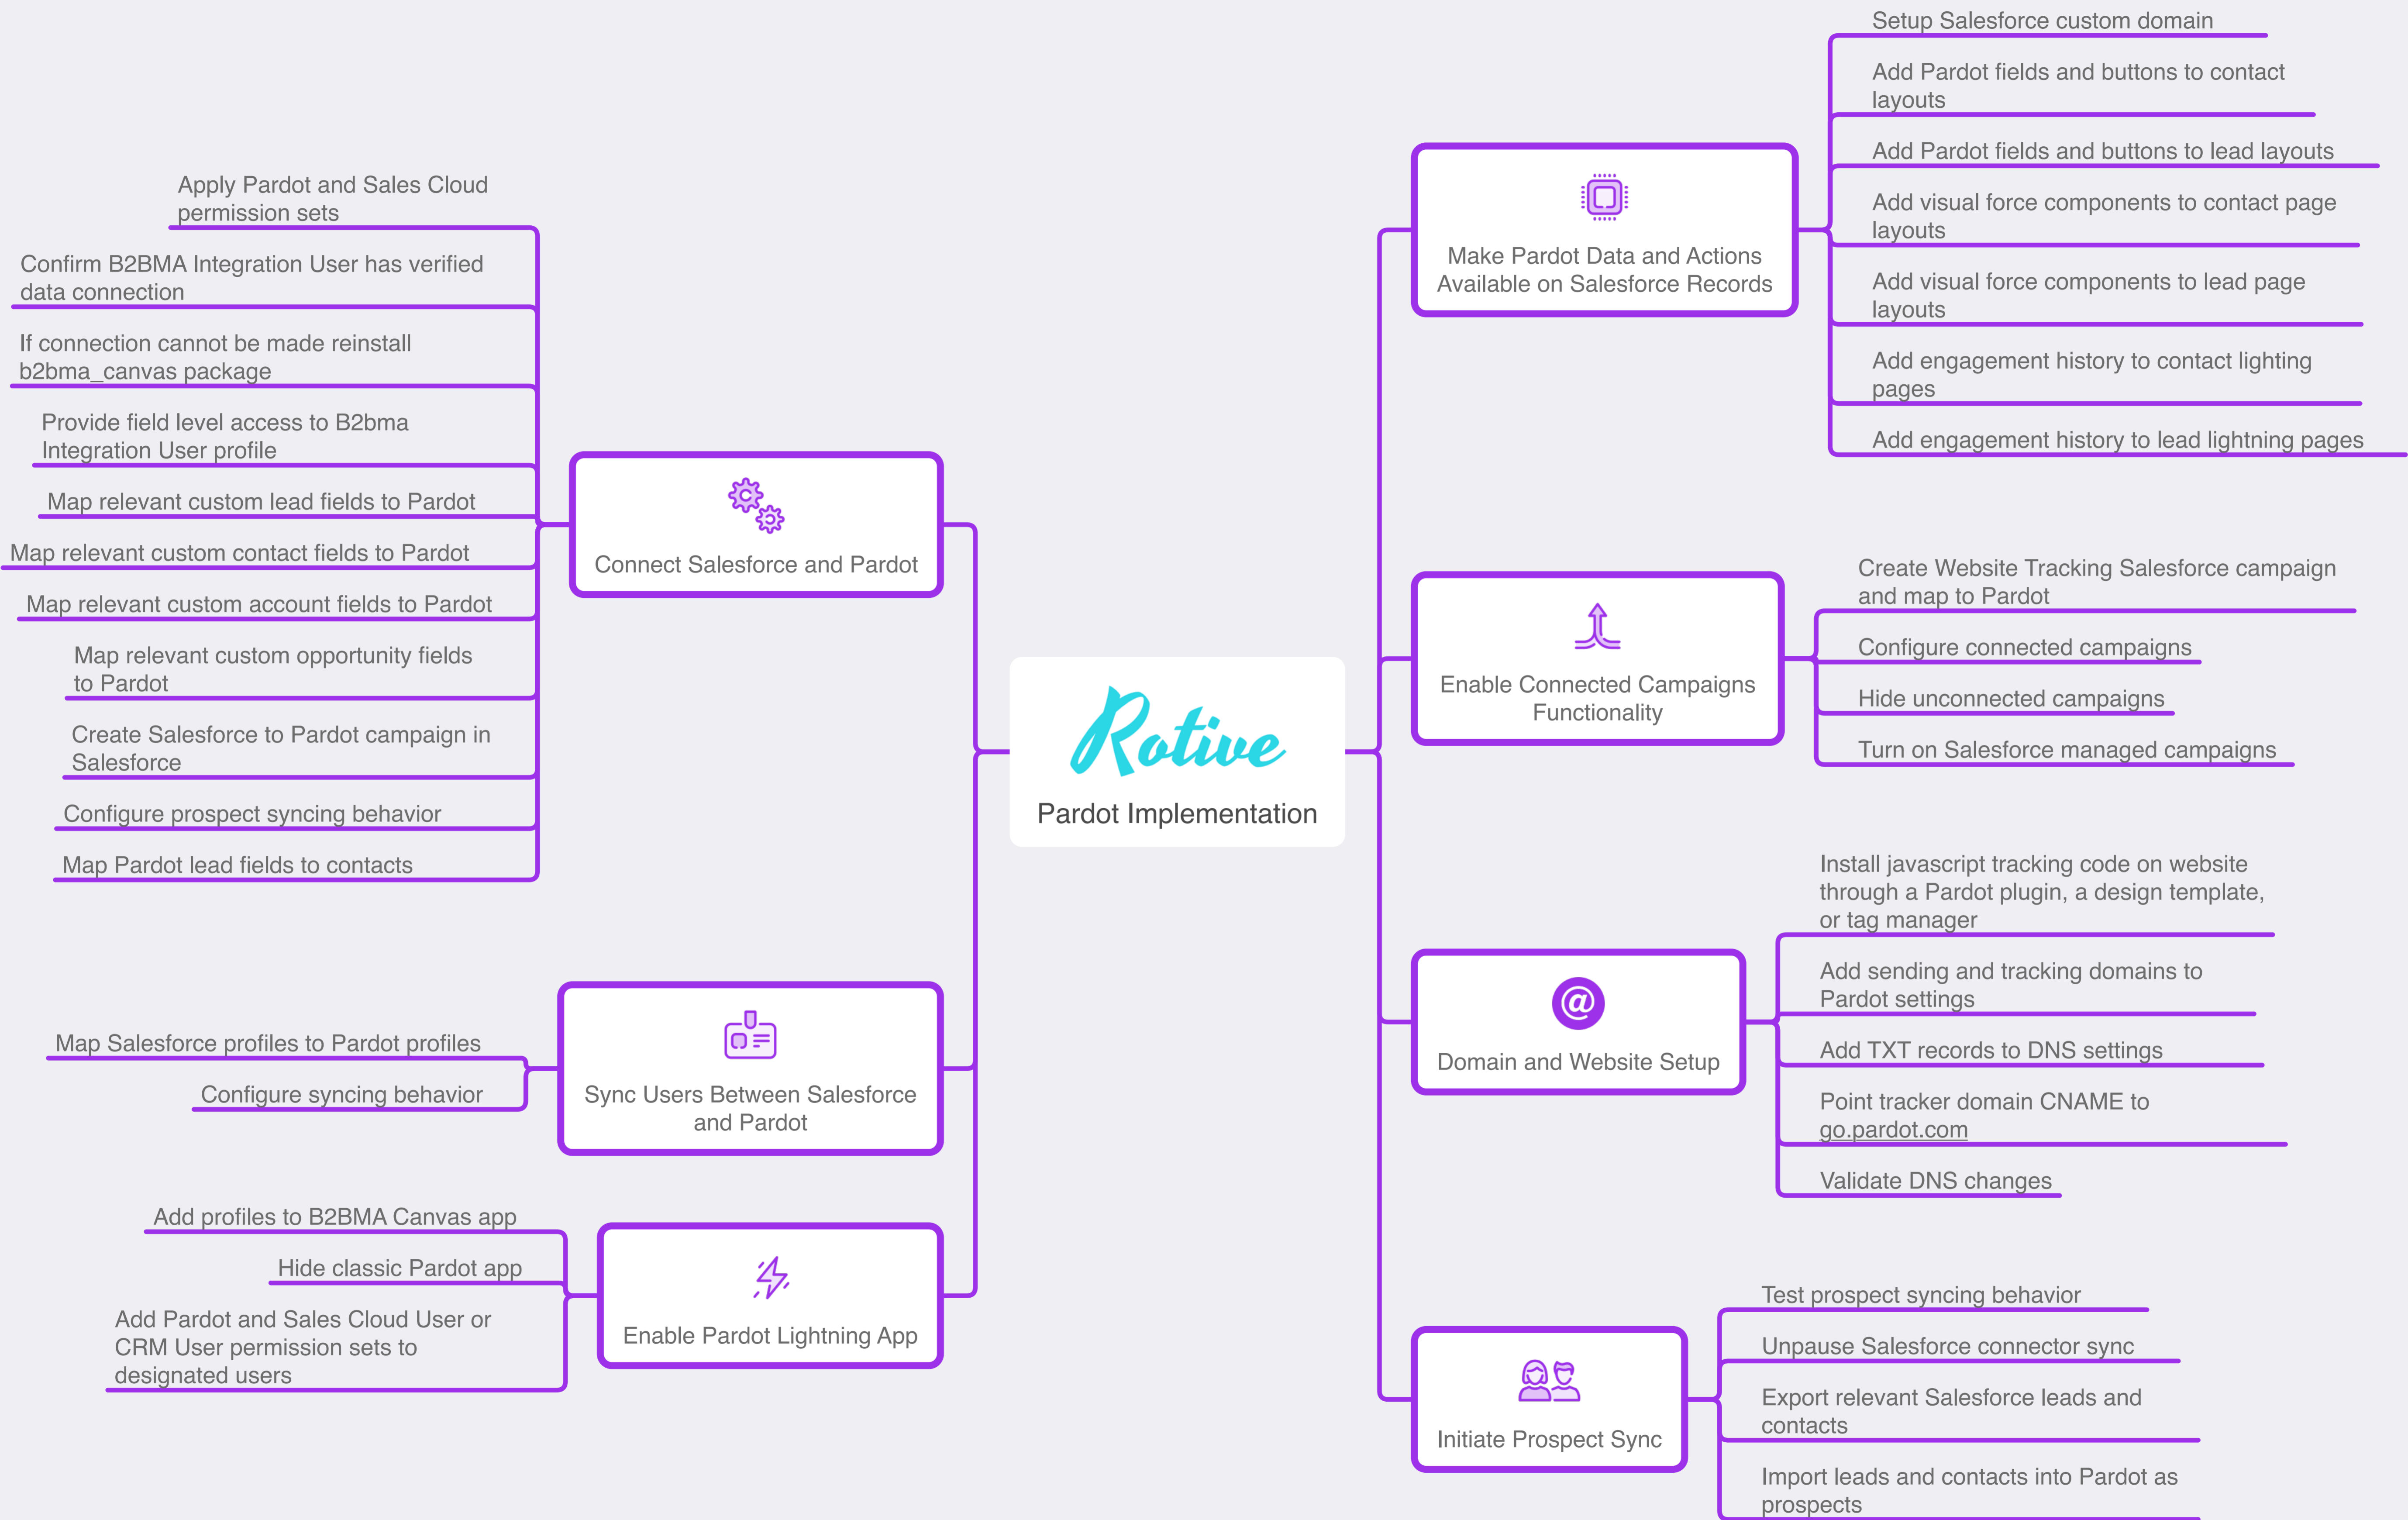 Rotive
Pardot Implementation
Connect Salesforce and Pardot
Apply Pardot and Sales Cloud
permission sets
Confirm B2BMA Integration User has verified
data connection
If connection cannot be made reinstall
b2bma_canvas package
Provide field level access to B2bma
Integration User profile
Map relevant custom lead fields to Pardot
Map relevant custom contact fields to Pardot
Map relevant custom account fields to Pardot
Map relevant custom opportunity fields
to Pardot
Create Salesforce to Pardot campaign in
Salesforce
Configure prospect syncing behavior
Map Pardot lead fields to contacts
Sync Users Between Salesforce
and Pardot
Map Salesforce profiles to Pardot profiles
Configure syncing behavior
Enable Pardot Lightning App
Add profiles to B2BMA Canvas app
Hide classic Pardot app
Add Pardot and Sales Cloud User or
CRM User permission sets to
designated users
Make Pardot Data and Actions
Available on Salesforce Records
Setup Salesforce custom domain
Add Pardot fields and buttons to contact
layouts
Add Pardot fields and buttons to lead layouts
Add visual force components to contact page
layouts
Add visual force components to lead page
layouts
Add engagement history to contact lighting
pages
Add engagement history to lead lightning pages
Enable Connected Campaigns
Functionality
Create Website Tracking Salesforce campaign
and map to Pardot
Configure connected campaigns
Hide unconnected campaigns
Turn on Salesforce managed campaigns
@
Domain and Website Setup
Install javascript tracking code on website
through a Pardot plugin, a design template,
or tag manager
Add sending and tracking domains to
Pardot settings
Add TXT records to DNS settings
Point tracker domain CNAME to
go.pardot.com
Validate DNS changes
Initiate Prospect Sync
Test prospect syncing behavior
Unpause Salesforce connector sync
Export relevant Salesforce leads and
contacts
Import leads and contacts into Pardot as
prospects